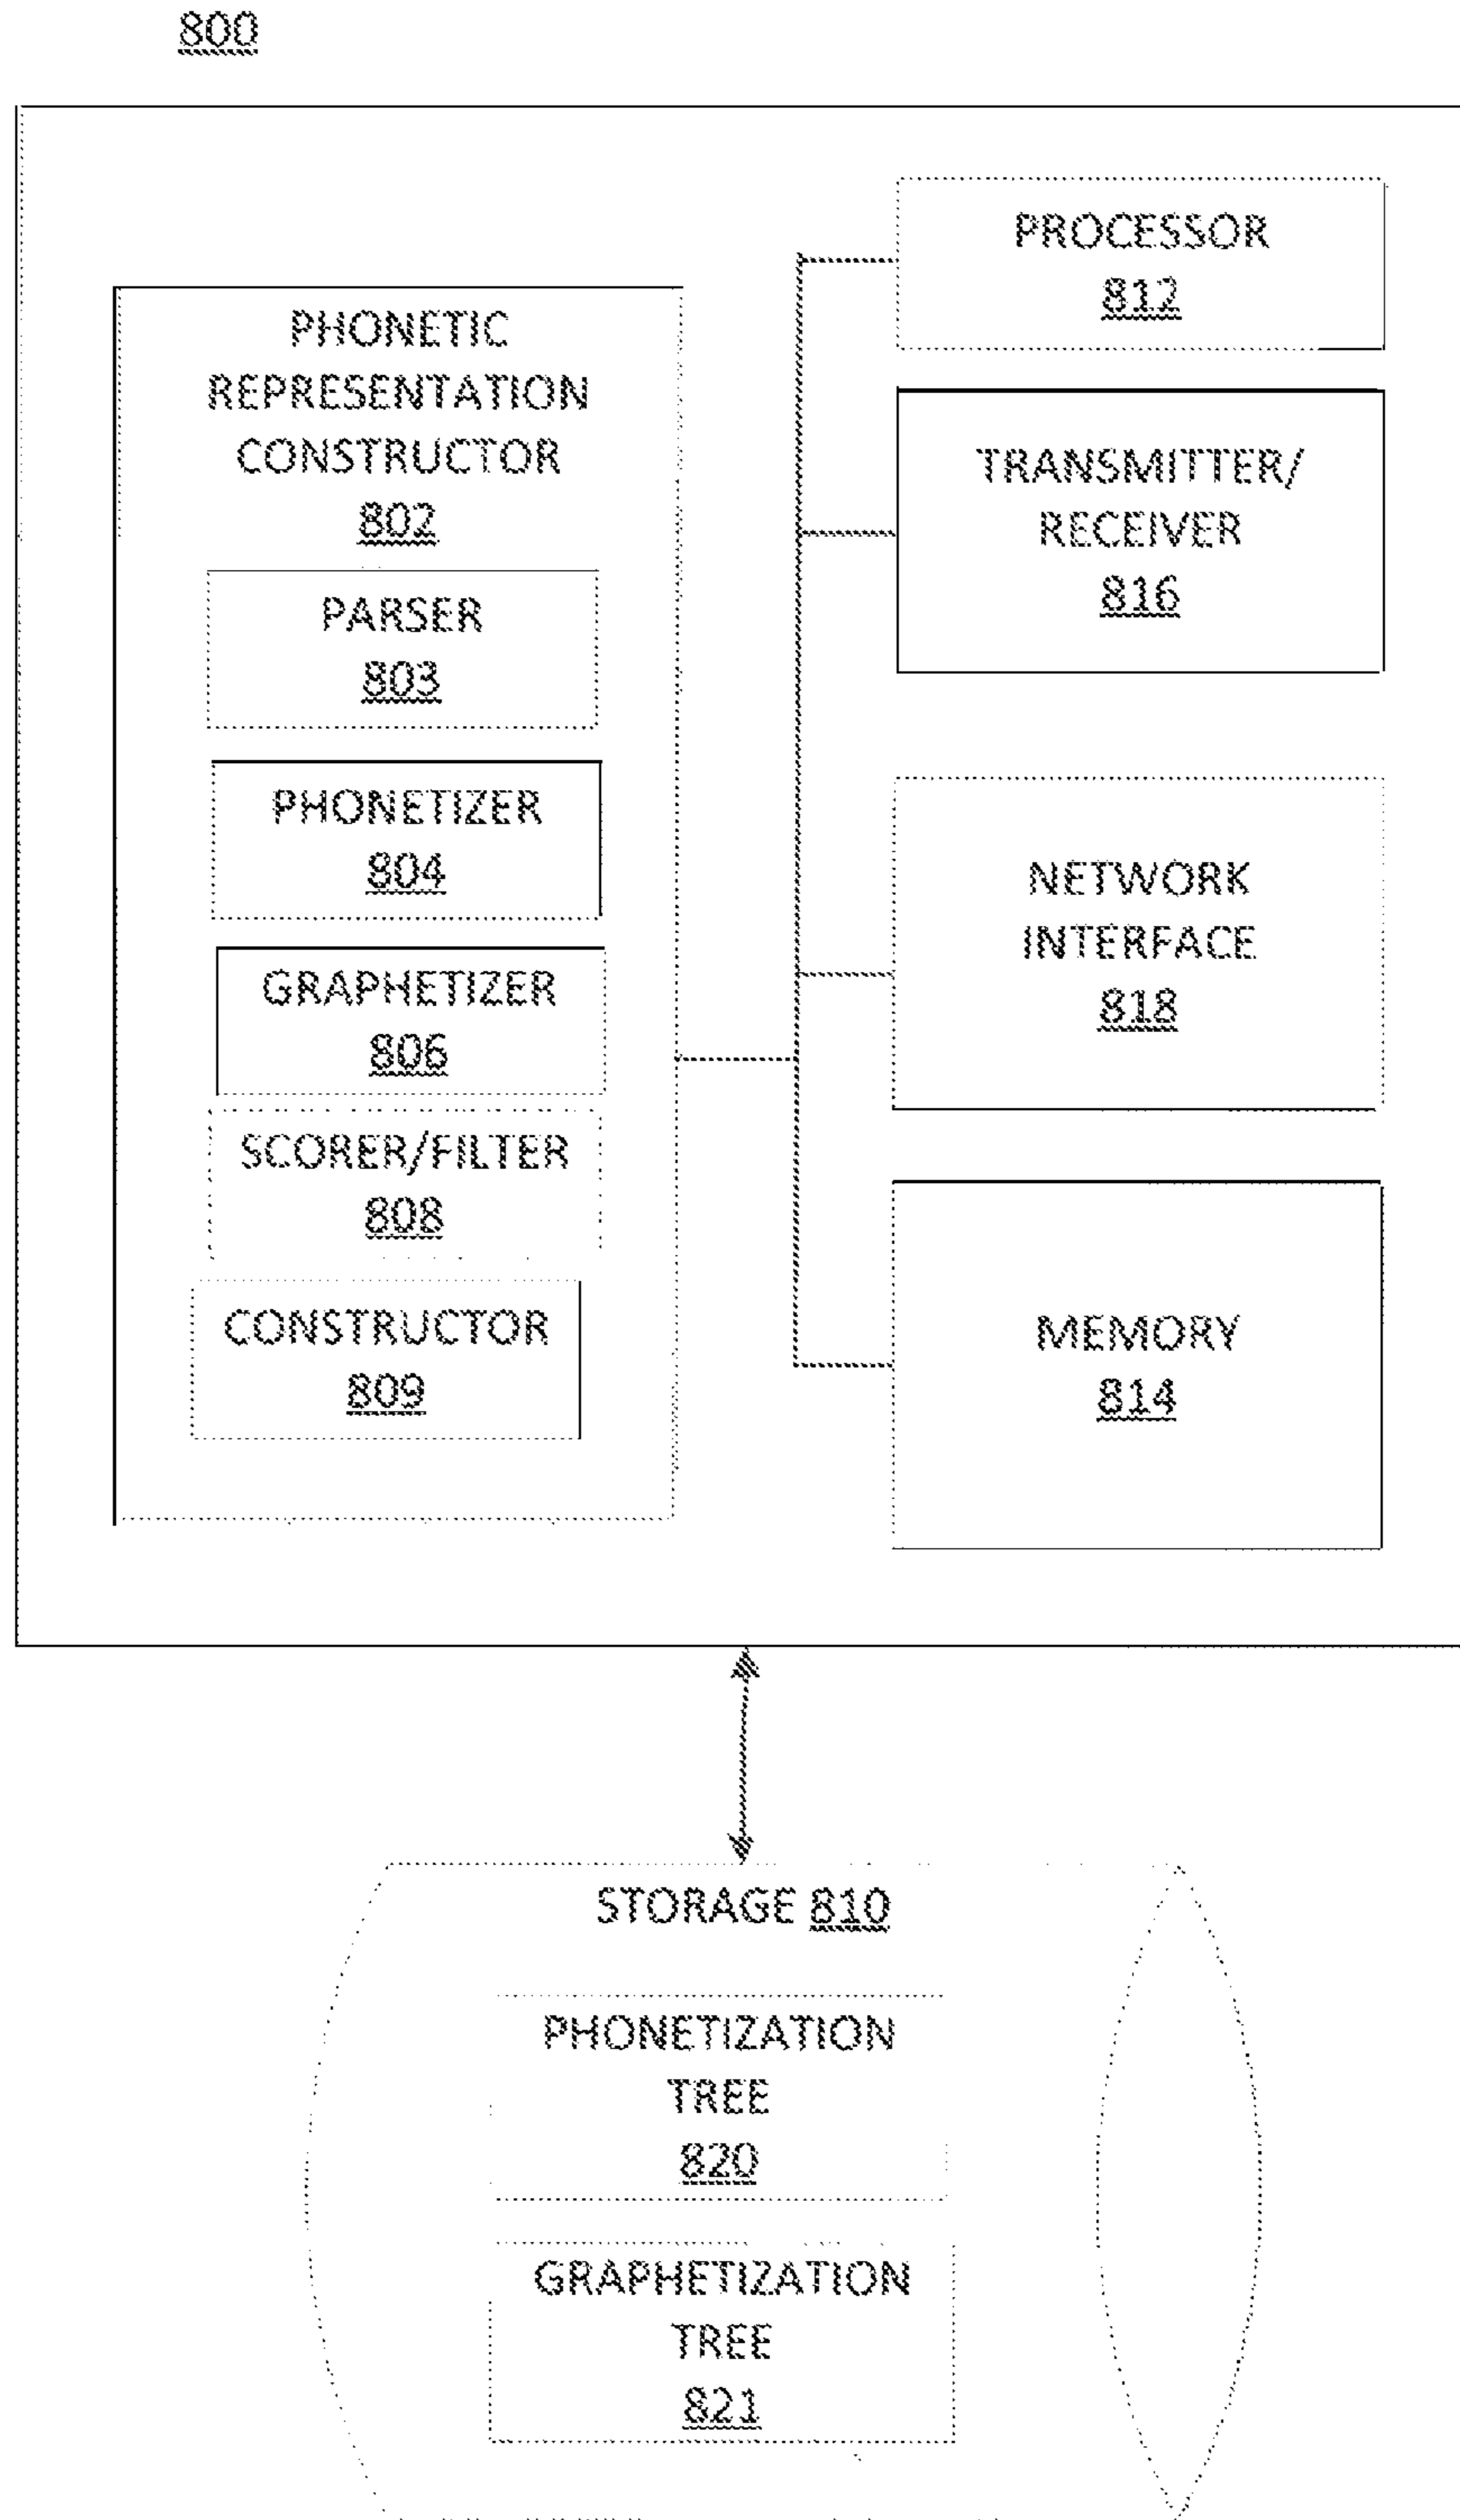 800
PHONETIC
REPRESENTATION
CONSTRUCTOR
802
PARSER
803
PHONETIZER
804
GRAPHETIZER
806
SCORER/FILTER
808
CONSTRUCTOR
809
PROCESSOR
812
TRANSMITTER/
RECEIVER
816
NETWORK
INTERFACE
818
MEMORY
814
STORAGE 810
PHONETIZATION
TREE
820
GRAPHETIZATION
TREE
821